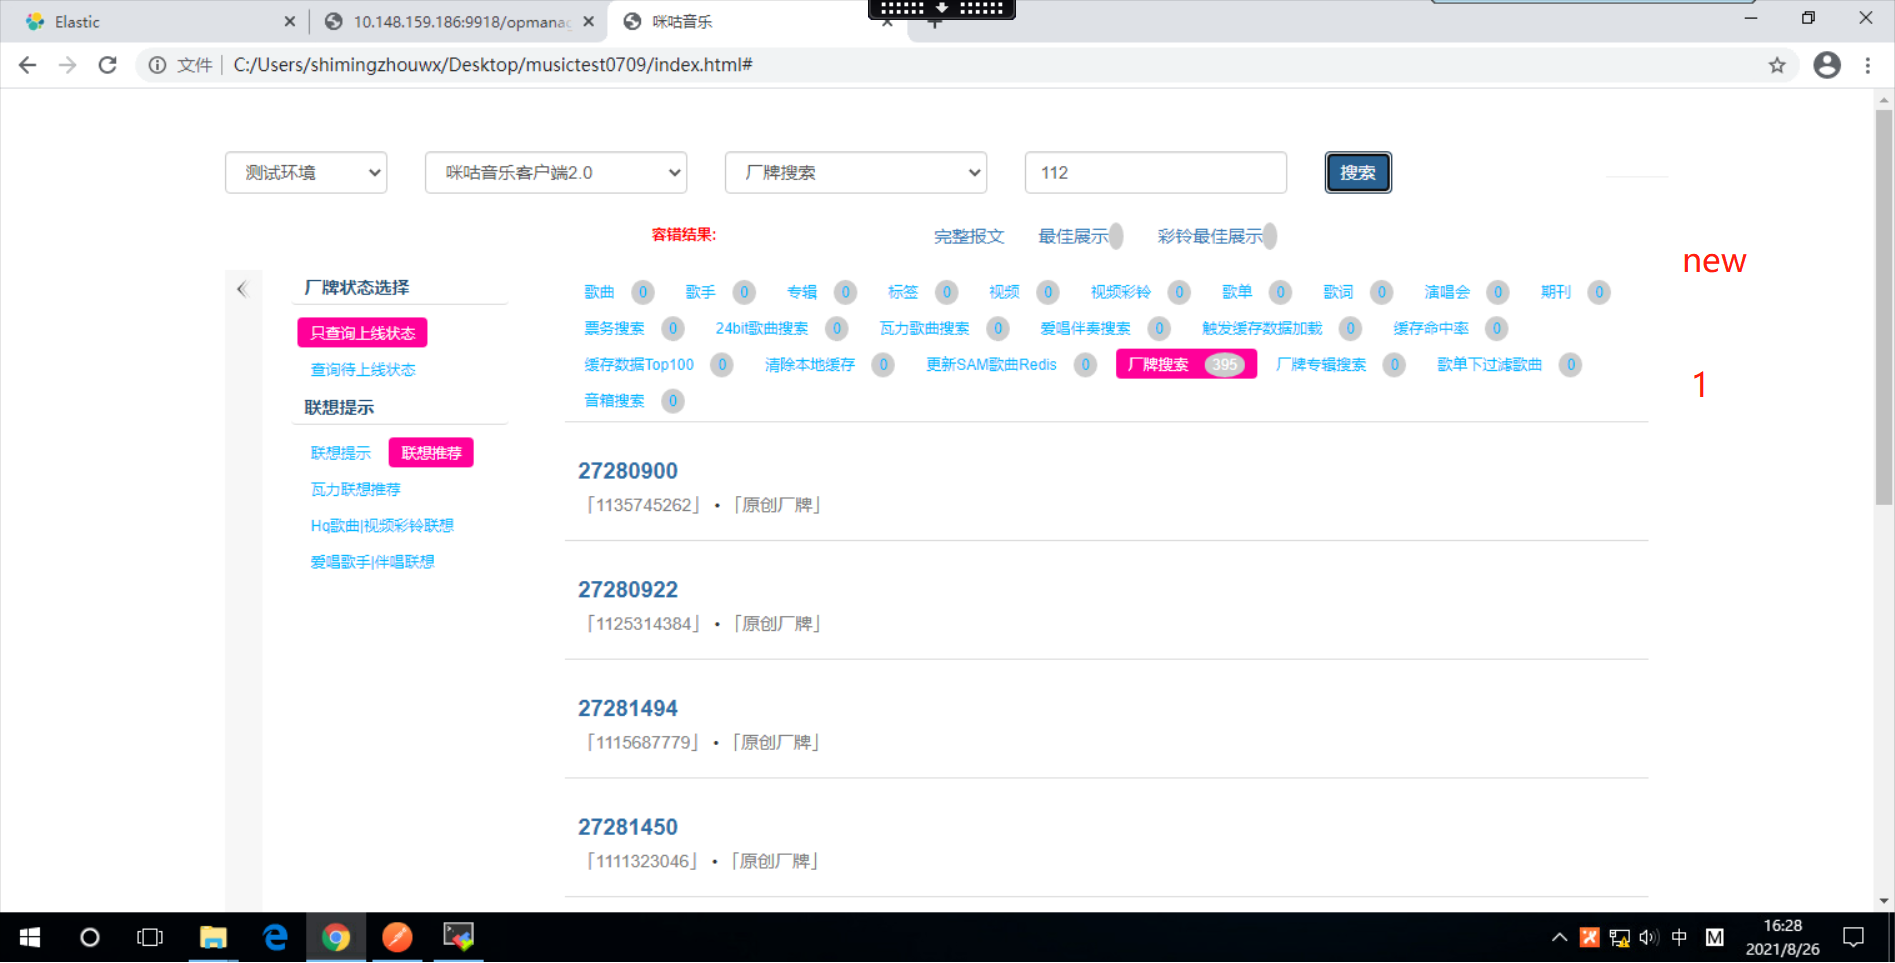 Elastic
10.148.159.186:9918/opmanag
咪咕音乐
文件 C:/Users/shimingzhouwx/Desktop/musictest0709/index.html#
测试环境 咪咕音乐客户端2.0 厂牌搜索 112 搜索
容错结果: 完整报文 最佳展示 彩铃最佳展示
new
厂牌状态选择
只查询上线状态
查询待上线状态
联想提示
联想提示 联想推荐
瓦力联想推荐
Hq歌曲|视频彩铃联想
爱唱歌手|伴唱联想
歌曲 0 歌手 0 专辑 0 标签 0 视频 0 视频彩铃 0 歌单 0 歌词 0 演唱会 0 期刊 0
票务搜索 0 24bit歌曲搜索 0 瓦力歌曲搜索 0 爱唱伴奏搜索 0 触发缓存数据加载 0 缓存命中率 0
缓存数据Top100 0 清除本地缓存 0 更新SAM歌曲Redis 0 厂牌搜索 395 厂牌专辑搜索 0 歌单下过滤歌曲 0
音箱搜索 0
1
27280900
「1135745262」 • 「原创厂牌」
27280922
「1125314384」 • 「原创厂牌」
27281494
「1115687779」 • 「原创厂牌」
27281450
「1111323046」 • 「原创厂牌」
中 M
16:28
2021/8/26